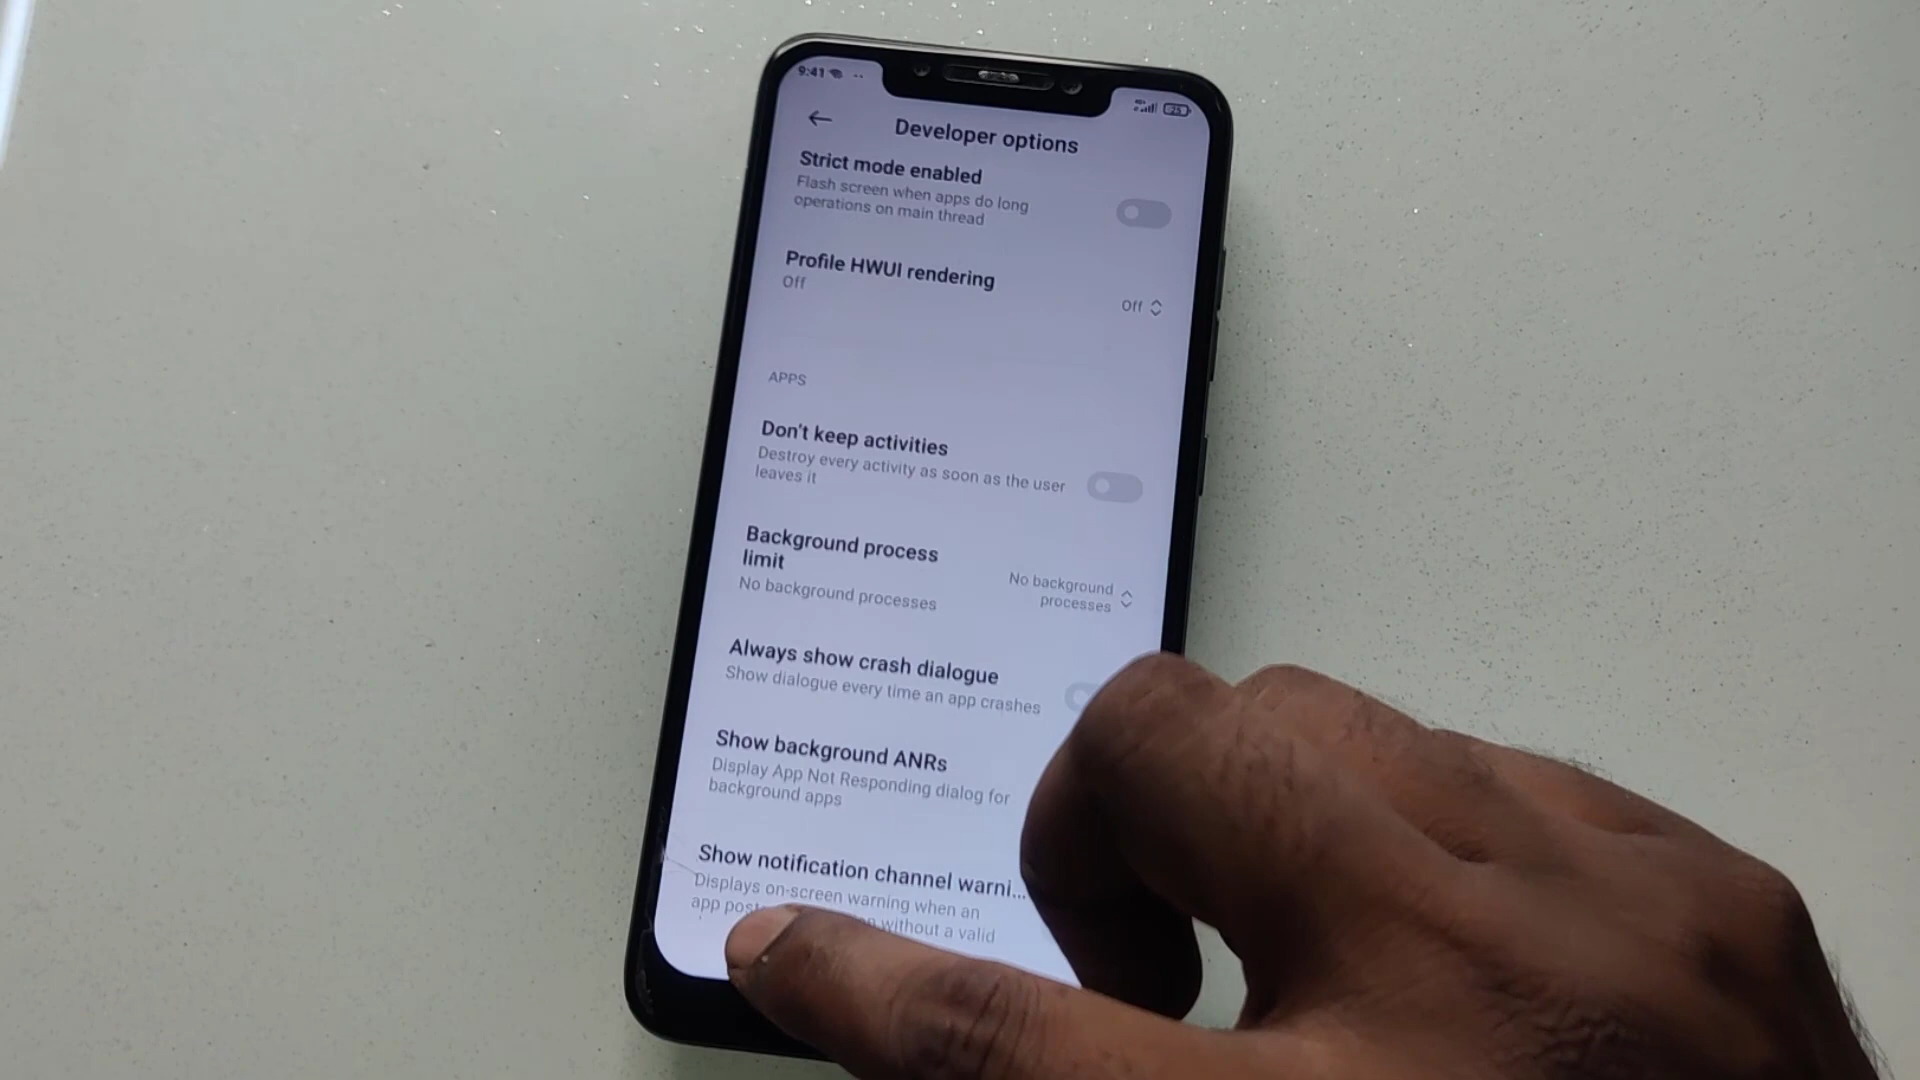 9:41
25
Developer options
Strict mode enabled
Flash screen when apps do long
operations on main thread
Profile HWUI rendering
Off
Off
APPS
Don't keep activities
Destroy every activity as soon as the user
leaves it
Background process
limit
No background processes
No background
processes
Always show crash dialogue
Show dialogue every time an app crashes
Show background ANRs
Display App Not Responding dialog for
background apps
Show notification channel warni...
Displays on-screen warning when an
app without a valid